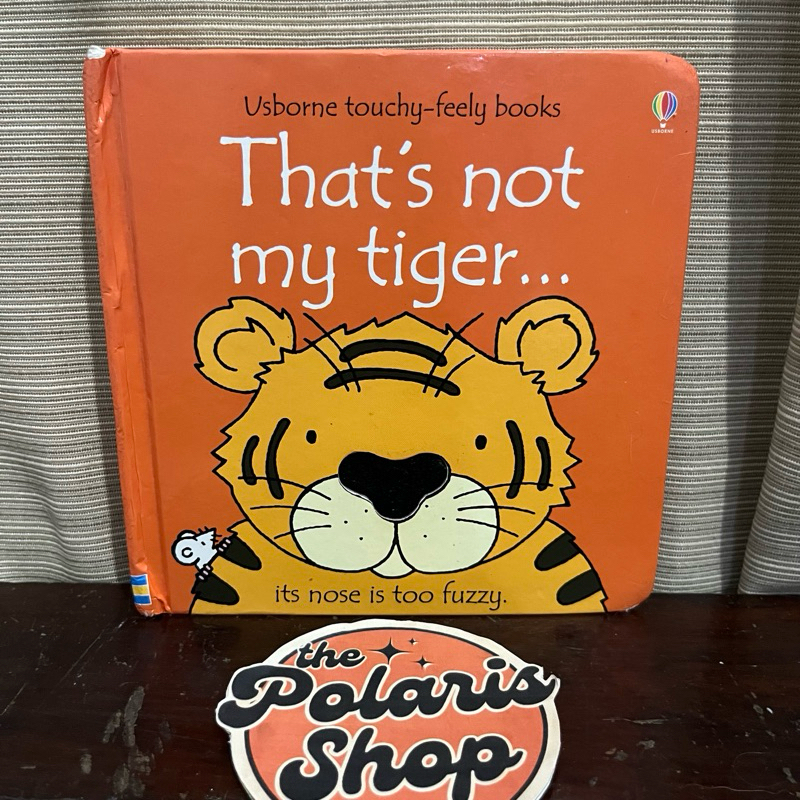 Usborne touchy-feely books
USBORNE
That's not
my tiger...
its nose is too fuzzy.
the
Polaris
Shop